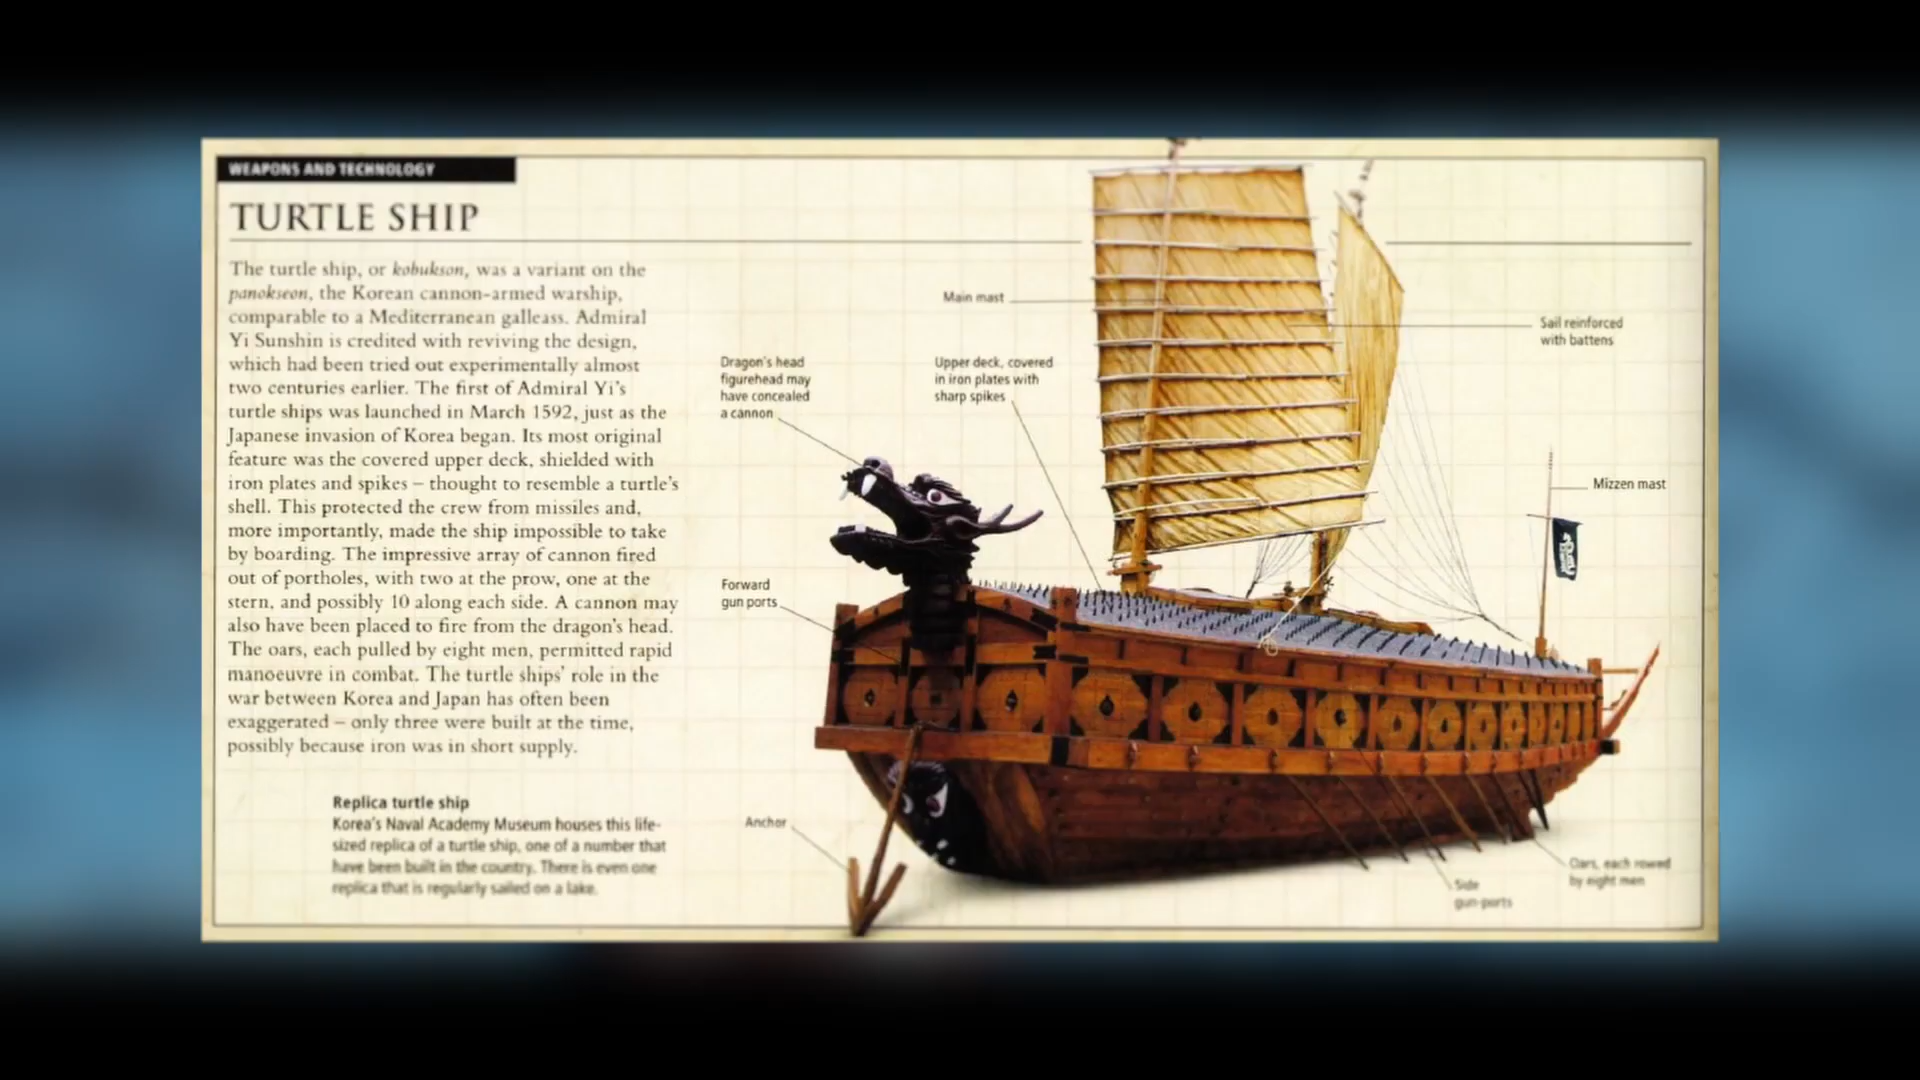 WEAPONS AND TECHNOLOGY
TURTLE SHIP
The turtle ship, or kobukson, was a variant on the
panokseon, the Korean cannon-armed warship,
comparable to a Mediterranean galleass. Admiral
Yi Sunshin is credited with reviving the design,
which had been tried out experimentally almost
two centuries earlier. The first of Admiral Yi's
turtle ships was launched in March 1592, just as the
Japanese invasion of Korea began. Its most original
feature was the covered upper deck, shielded with
iron plates and spikes – thought to resemble a turtle's
shell. This protected the crew from missiles and,
more importantly, made the ship impossible to take
by boarding. The impressive array of cannon fired
out of portholes, with two at the prow, one at the
stern, and possibly 10 along each side. A cannon may
also have been placed to fire from the dragon's head.
The oars, each pulled by eight men, permitted rapid
manoeuvre in combat. The turtle ships' role in the
war between Korea and Japan has often been
exaggerated – only three were built at the time,
possibly because iron was in short supply.
Replica turtle ship
Korea's Naval Academy Museum houses this life-
sized replica of a turtle ship, one of a number that
have been built in the country. There is even one
replica that is regularly sailed on a lake.
Main mast
Sail reinforced
with battens
Dragon's head
figurehead may
have concealed
a cannon
Upper deck, covered
in iron plates with
sharp spikes
Mizzen mast
Forward
gun ports
Anchor
Oars, each rowed
by eight men
Side
gun-ports